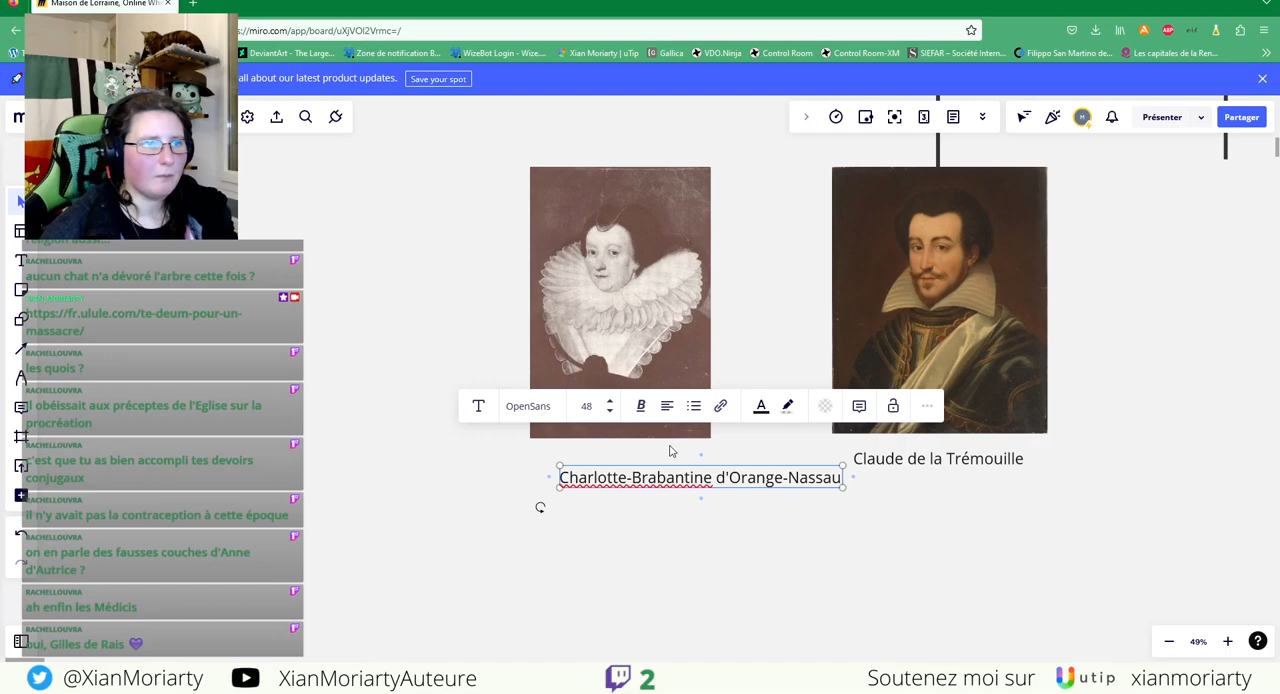 Maison de Lorraine, Online Whi
s://miro.com/app/board/uXjVOl2Vrmc=/
DeviantArt - The Large...
Zone de notification B...
WizeBot Login - Wize....
Xian Moriarty | uTip
Gallica
VDO.Ninja
Control Room
Control Room-XM
SIEFAR – Société Intern...
Filippo San Martino de...
Les capitales de la Ren...
all about our latest product updates.
Save your spot
Présenter
Partager
religion aussi...
RACHELLOUVRA
aucun chat n'a dévoré l'arbre cette fois ?
https://fr.ulule.com/te-deum-pour-un-
massacre/
RACHELLOUVRA
les quois ?
RACHELLOUVRA
il obéissait aux préceptes de l'Eglise sur la
procréation
RACHELLOUVRA
c'est que tu as bien accompli tes devoirs
conjugaux
RACHELLOUVRA
il n'y avait pas la contraception à cette époque
RACHELLOUVRA
on en parle des fausses couches d'Anne
d'Autrice ?
RACHELLOUVRA
ah enfin les Médicis
RACHELLOUVRA
oui, Gilles de Rais 💜
OpenSans
48
Charlotte-Brabantine d'Orange-Nassau
Claude de la Trémouille
49%
@XianMoriarty
XianMoriartyAuteure
2
Soutenez moi sur
utip
xianmoriarty